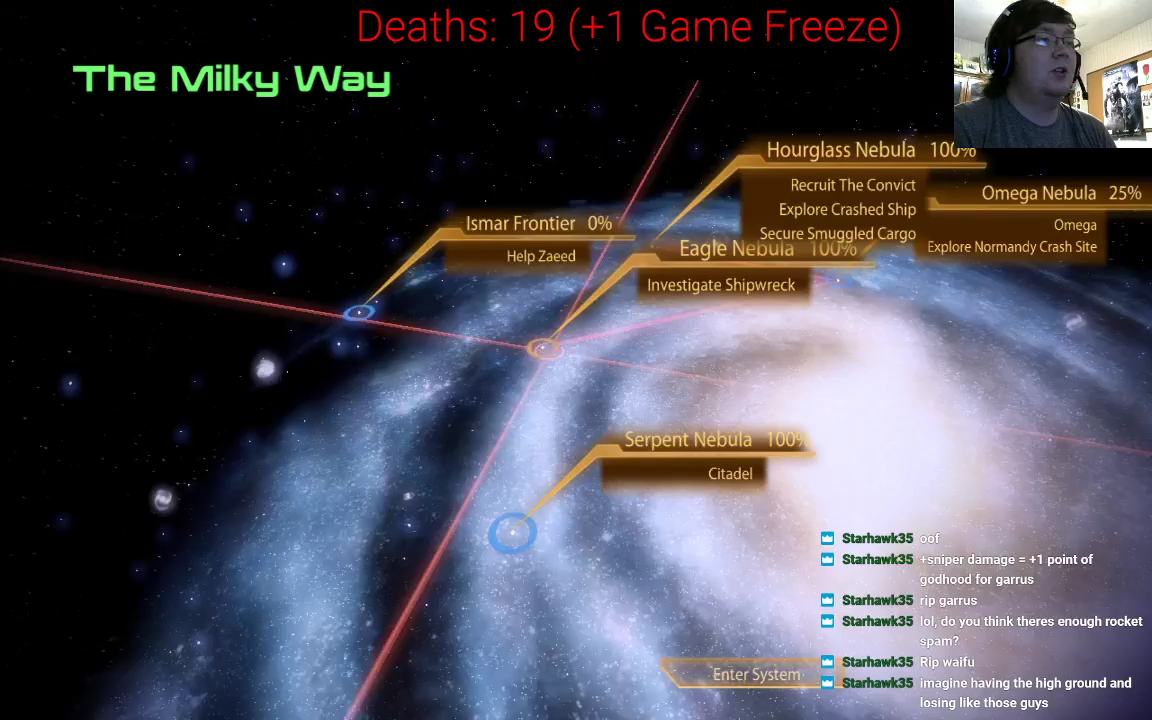 Deaths: 19 (+1 Game Freeze)
The Milky Way
Hourglass Nebula 100%
Recruit The Convict
Explore Crashed Ship
Secure Smuggled Cargo
Omega Nebula 25%
Omega
Explore Normandy Crash Site
Ismar Frontier 0%
Help Zaeed
Eagle Nebula 100%
Investigate Shipwreck
Serpent Nebula 100%
Citadel
Enter System
Starhawk35 oof
Starhawk35 +sniper damage = +1 point of
godhood for garrus
Starhawk35 rip garrus
Starhawk35 lol, do you think theres enough rocket
spam?
Starhawk35 Rip waifu
Starhawk35 imagine having the high ground and
losing like those guys